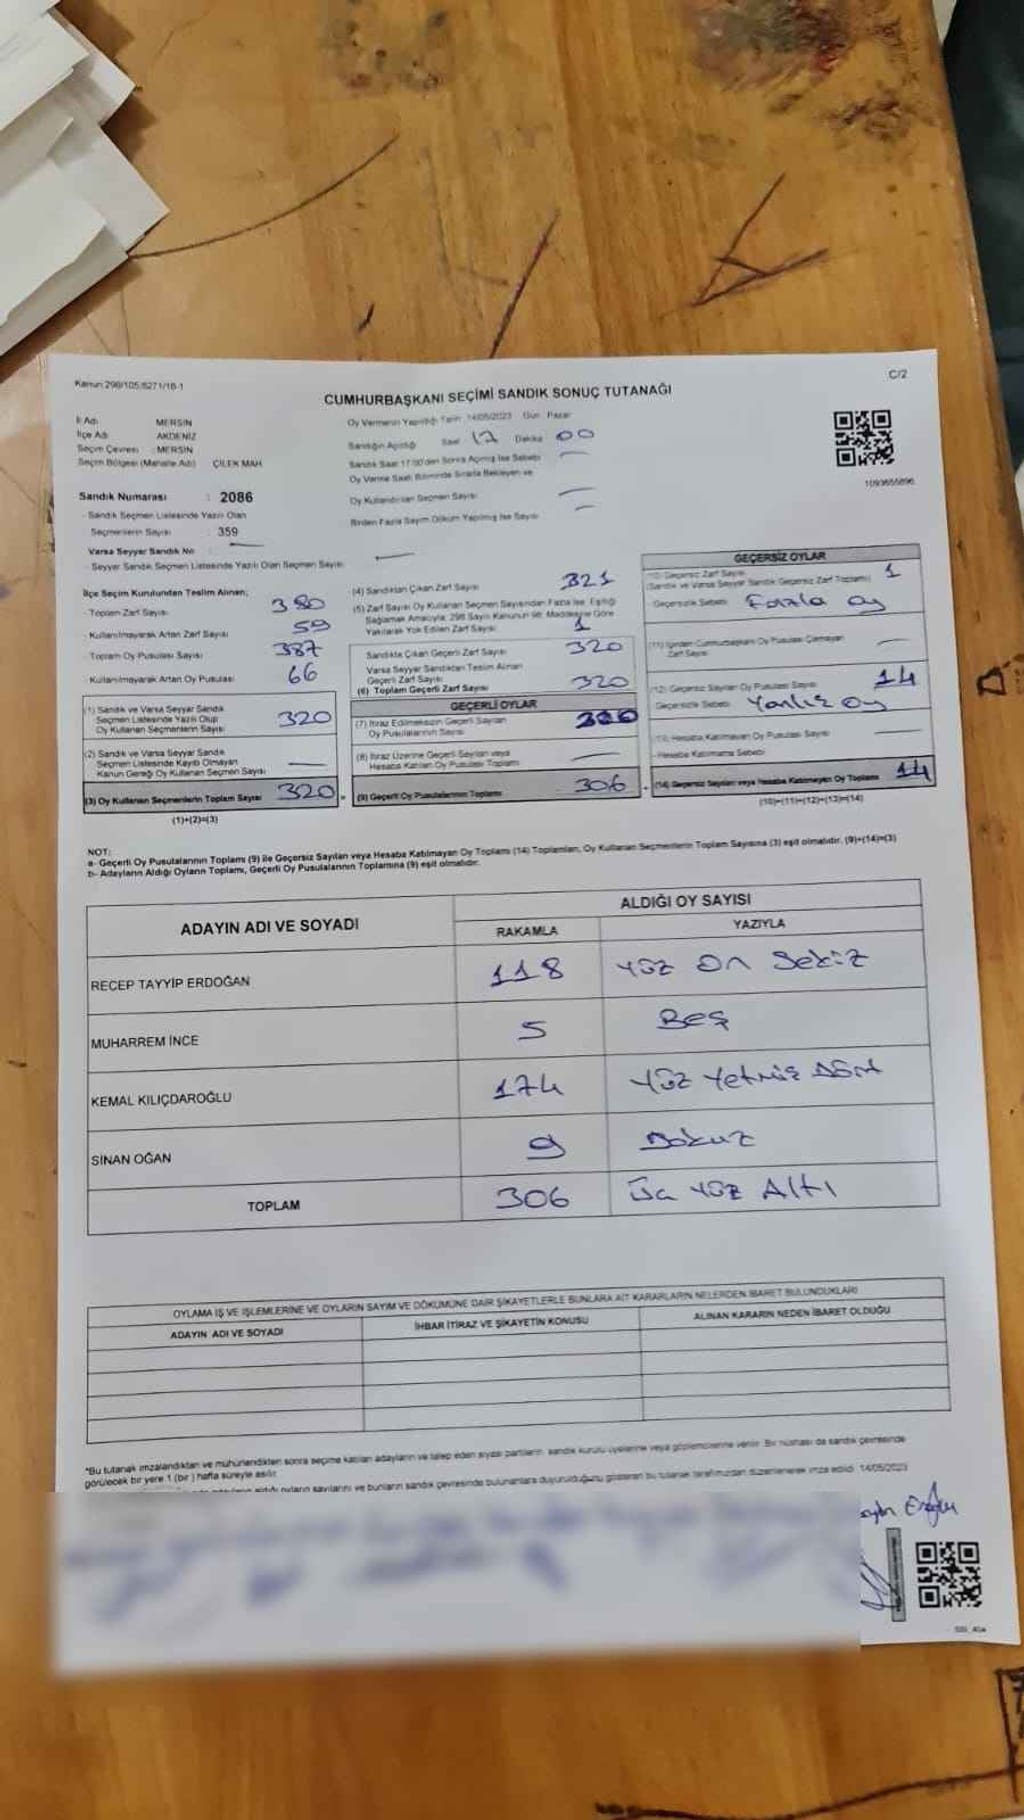 Kanun 298/105,6271/18-1
C/2
CUMHURBAŞKANI SEÇİMİ SANDIK SONUÇ TUTANAĞI
İl Adı : MERSİN
İlçe Adı : AKDENİZ
Seçim Çevresi : MERSİN
Seçim Bölgesi (Mahalle Adı) : ÇİLEK MAH
Sandık Numarası : 2086
- Sandık Seçmen Listesinde Yazılı Olan
Seçmenlerin Sayısı : 359
Varsa Seyyar Sandık No
- Seyyar Sandık Seçmen Listesinde Yazılı Olan Seçmen Sayısı:
Oy Vermenin Yapıldığı Tarih 14/05/2023 Gün Pazar
Sandığın Açıldığı Saat 17 Dakika 00
Sandık Saat 17:00'den Sonra Açılmış İse Sebebi
Oy Verme Saati Bitiminde Sırada Bekleyen ve
Oy Kullandırılan Seçmen Sayısı
Birden Fazla Sayım Döküm Yapılmış İse Sayısı
1093655896
İlçe Seçim Kurulundan Teslim Alınan;
- Toplam Zarf Sayısı 380
- Kullanılmayarak Artan Zarf Sayısı 59
- Toplam Oy Pusulası Sayısı 387
- Kullanılmayarak Artan Oy Pusulası 66
(1) Sandık ve Varsa Seyyar Sandık
Seçmen Listesinde Yazılı Olup
Oy Kullanan Seçmenlerin Sayısı 320
(2) Sandık ve Varsa Seyyar Sandık
Seçmen Listesinde Kayıtlı Olmayan
Kanun Gereği Oy Kullanan Seçmen Sayısı
(3) Oy Kullanan Seçmenlerin Toplam Sayısı 320
(1)+(2)=(3)
(4) Sandıktan Çıkan Zarf Sayısı 321
(5) Zarf Sayısı Oy Kullanan Seçmen Sayısından Fazla İse, Eşitliği
Sağlamak Amacıyla; 298 Sayılı Kanunun 98. Maddesine Göre
Yakılarak Yok Edilen Zarf Sayısı 1
Sandıkta Çıkan Geçerli Zarf Sayısı 320
Varsa Seyyar Sandıktan Teslim Alınan
Geçerli Zarf Sayısı
(6) Toplam Geçerli Zarf Sayısı 320
GEÇERLİ OYLAR
(7) İtiraz Edilmeksizin Geçerli Sayılan
Oy Pusulalarının Sayısı
(8) İtiraz Üzerine Geçerli Sayılan veya
Hesaba Katılan Oy Pusulası Toplamı
(9) Geçerli Oy Pusulalarının Toplamı 306
GEÇERSİZ OYLAR
(10) Geçersiz Zarf Sayısı
(Sandık ve Varsa Seyyar Sandık Geçersiz Zarf Toplamı) 1
Geçersizlik Sebebi Fazla oy
(11) İçinden Cumhurbaşkanı Oy Pusulası Çıkmayan
Zarf Sayısı
(12) Geçersiz Sayılan Oy Pusulası Sayısı 14
Geçersizlik Sebebi Yanlış oy
(13) Hesaba Katılmayan Oy Pusulası Sayısı
Hesaba Katılmama Sebebi
(14) Geçersiz Sayılan veya Hesaba Katılmayan Oy Toplamı 14
(10)+(11)+(12)+(13)=(14)
NOT:
a- Geçerli Oy Pusulalarının Toplamı (9) ile Geçersiz Sayılan veya Hesaba Katılmayan Oy Toplamı (14) Toplamları, Oy Kullanan Seçmenlerin Toplam Sayısına (3) eşit olmalıdır. (9)+(14)=(3)
b- Adayların Aldığı Oyların Toplamı, Geçerli Oy Pusulalarının Toplamına (9) eşit olmalıdır.
ADAYIN ADI VE SOYADI
ALDIĞI OY SAYISI
RAKAMLA YAZIYLA
RECEP TAYYİP ERDOĞAN 118 Yüz On Sekiz
MUHARREM İNCE 5 Beş
KEMAL KILIÇDAROĞLU 174 Yüz Yetmiş Dört
SİNAN OĞAN 9 Dokuz
TOPLAM 306 Üç Yüz Altı
OYLAMA İŞ VE İŞLEMLERİNE VE OYLARIN SAYIM VE DÖKÜMÜNE DAİR ŞİKAYETLERLE BUNLARA AİT KARARLARIN NELERDEN İBARET BULUNDUKLARI
ADAYIN ADI VE SOYADI İHBAR İTİRAZ VE ŞİKAYETİN KONUSU ALINAN KARARIN NEDEN İBARET OLDUĞU
*Bu tutanak imzalandıktan ve mühürlendikten sonra seçime katılan adayların ve talep eden siyasi partilerin sandık kurulu üyelerine veya gözlemcilerine verilir. Bir nüshası da sandık çevresinde
görülecek bir yere 1 (bir) hafta süreyle asılır.
aldığı oyların sayılarını ve bunların sandık çevresinde bulunanlara duyurulduğunu gösteren bu tutanak tarafımızdan düzenlenerek imza edildi. 14/05/2023